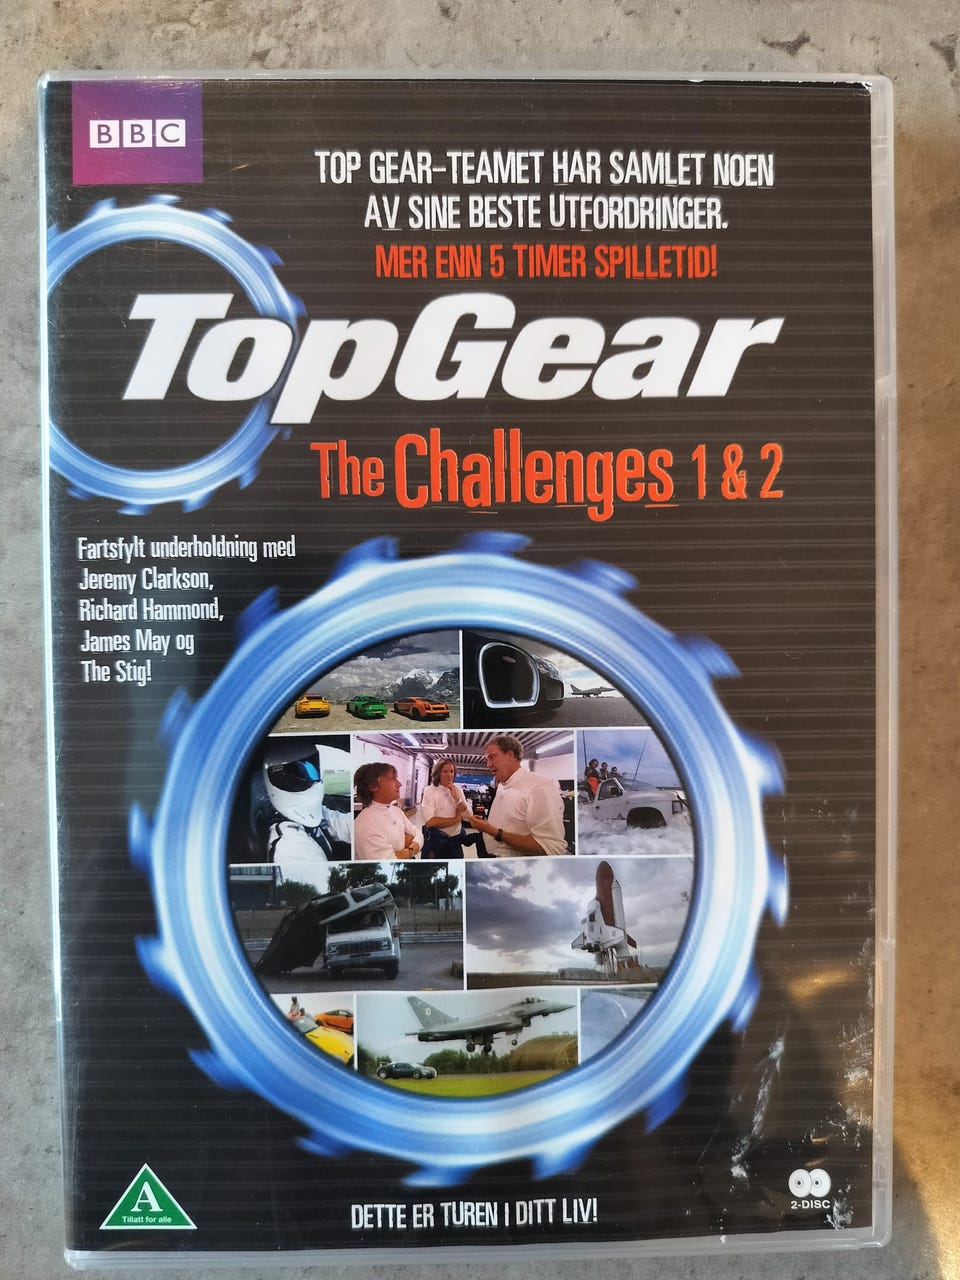 BBC
TOP GEAR-TEAMET HAR SAMLET NOEN
AV SINE BESTE UTFORDRINGER.
MER ENN 5 TIMER SPILLETID!
TopGear
The Challenges 1 & 2
Fartsfylt underholdning med
Jeremy Clarkson,
Richard Hammond,
James May og
The Stig!
A
Tillatt for alle
DETTE ER TUREN I DITT LIV!
2-DISC